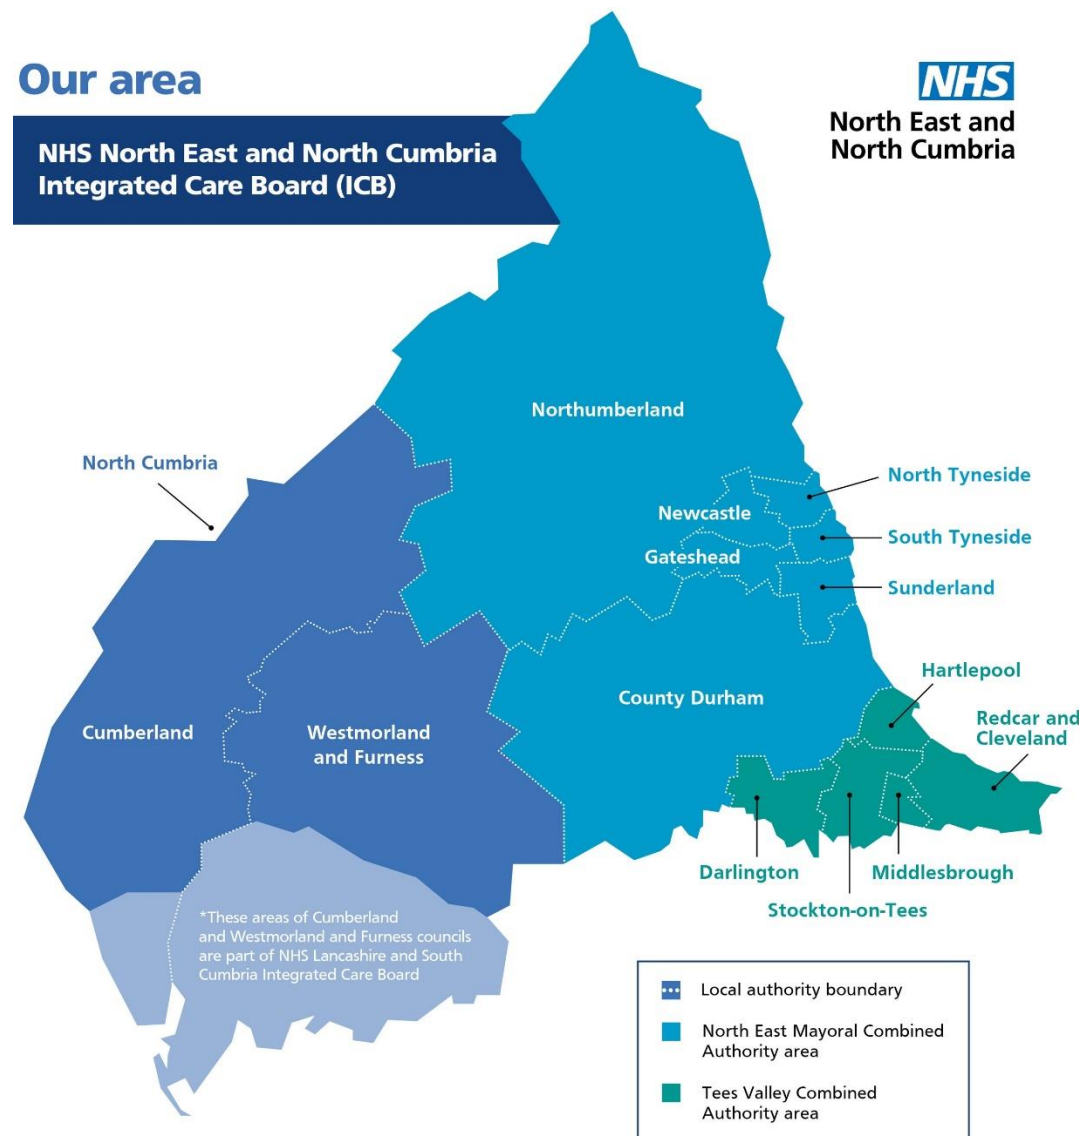 Our area
NHS
North East and
North Cumbria
NHS North East and North Cumbria
Integrated Care Board (ICB)
Northumberland
North Cumbria
North Tyneside
Newcastle
South Tyneside
Gateshead
Sunderland
Hartlepool
County Durham
Redcar and
Cleveland
Cumberland
Westmorland
and Furness
Darlington
Middlesbrough
Stockton-on-Tees
*These areas of Cumberland
and Westmorland and Furness councils
are part of NHS Lancashire and South
Cumbria Integrated Care Board
Local authority boundary
North East Mayoral Combined
Authority area
Tees Valley Combined
Authority area